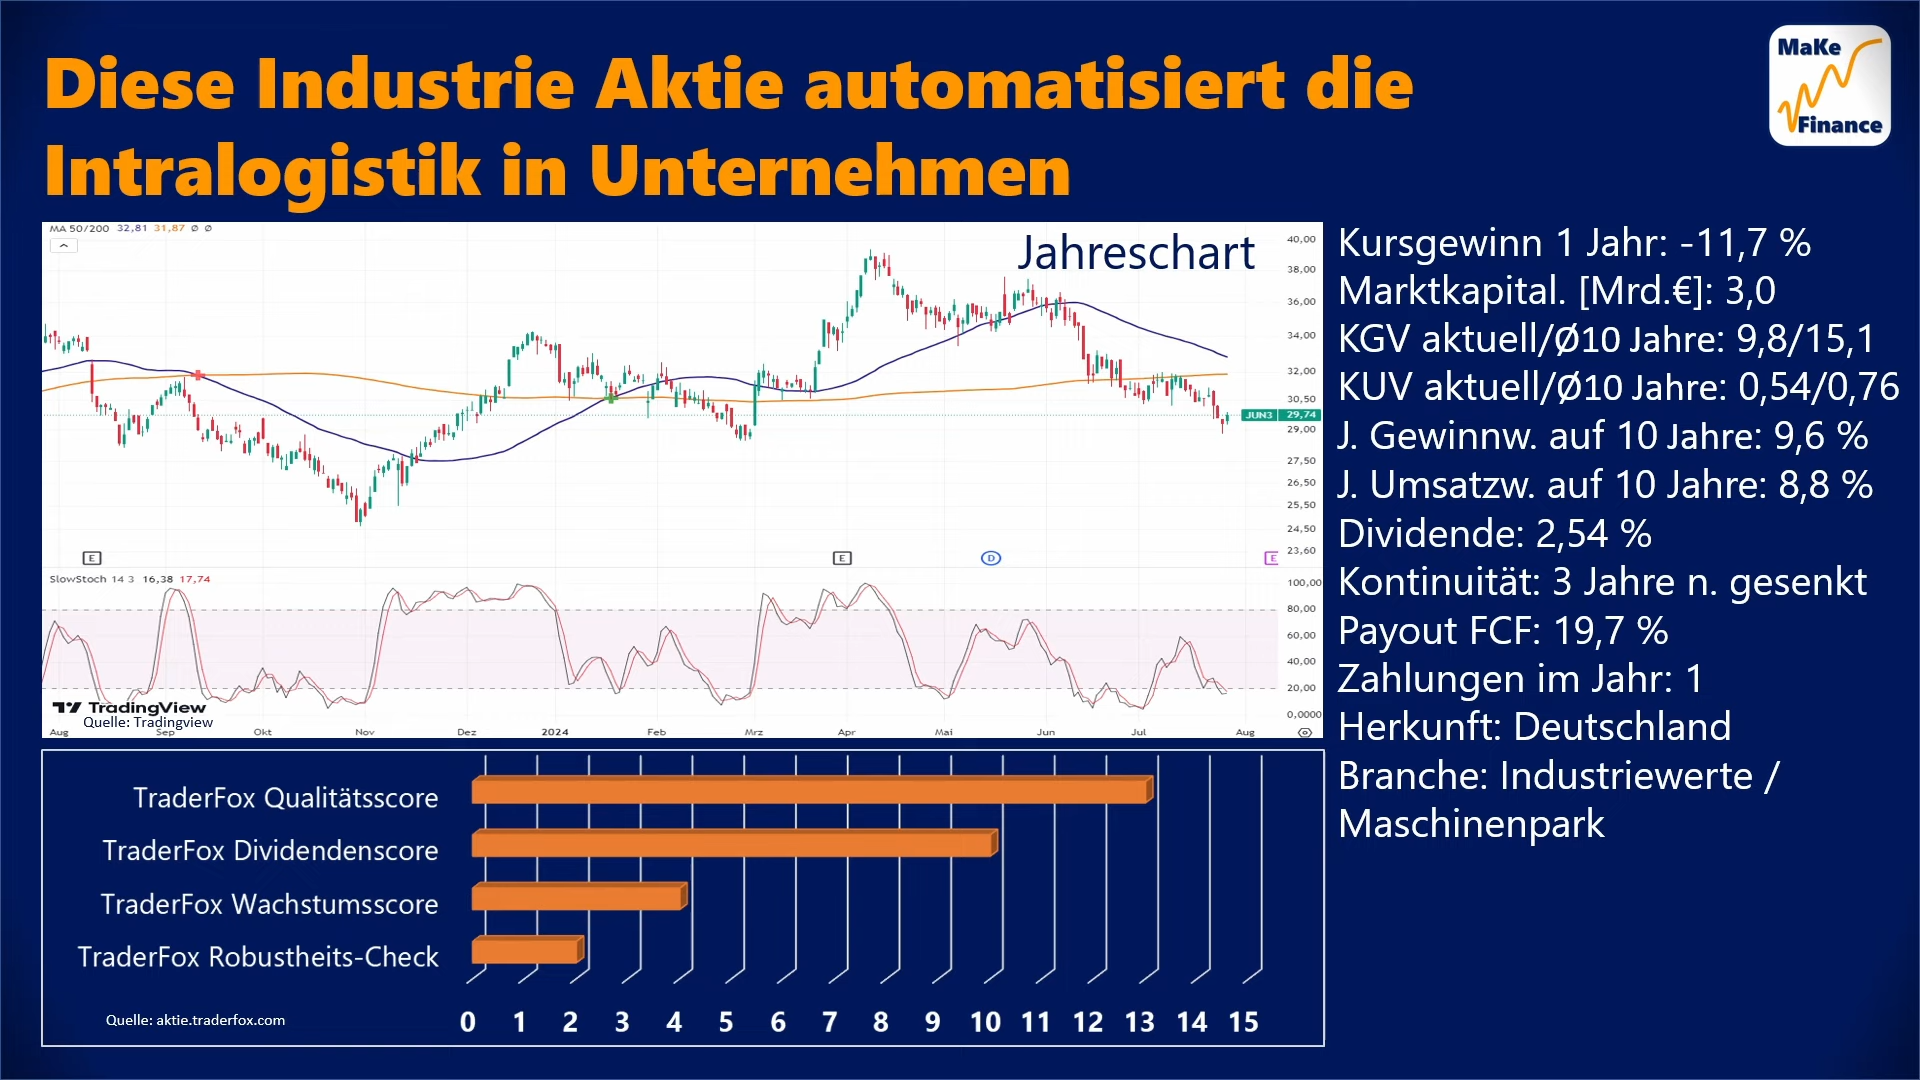 Diese Industrie Aktie automatisiert die
Intralogistik in Unternehmen
MaKe
Finance
MA 50/200 32,81 31,87 Ø Ø
Jahreschart
40,00
38,00
36,00
34,00
32,00
30,50
JUN3 29,74
29,00
27,50
26,50
25,50
24,50
23,60
E
E
D
E
SlowStoch 14 3 16,38 17,74
100,00
80,00
60,00
40,00
20,00
0,0000
TradingView
Quelle: Tradingview
Aug Sep Okt Nov Dez 2024 Feb Mrz Apr Mai Jun Jul Aug
Kursgewinn 1 Jahr: -11,7 %
Marktkapital. [Mrd.€]: 3,0
KGV aktuell/Ø10 Jahre: 9,8/15,1
KUV aktuell/Ø10 Jahre: 0,54/0,76
J. Gewinnw. auf 10 Jahre: 9,6 %
J. Umsatzw. auf 10 Jahre: 8,8 %
Dividende: 2,54 %
Kontinuität: 3 Jahre n. gesenkt
Payout FCF: 19,7 %
Zahlungen im Jahr: 1
Herkunft: Deutschland
Branche: Industriewerte /
Maschinenpark
TraderFox Qualitätsscore
TraderFox Dividendenscore
TraderFox Wachstumsscore
TraderFox Robustheits-Check
0 1 2 3 4 5 6 7 8 9 10 11 12 13 14 15
Quelle: aktie.traderfox.com